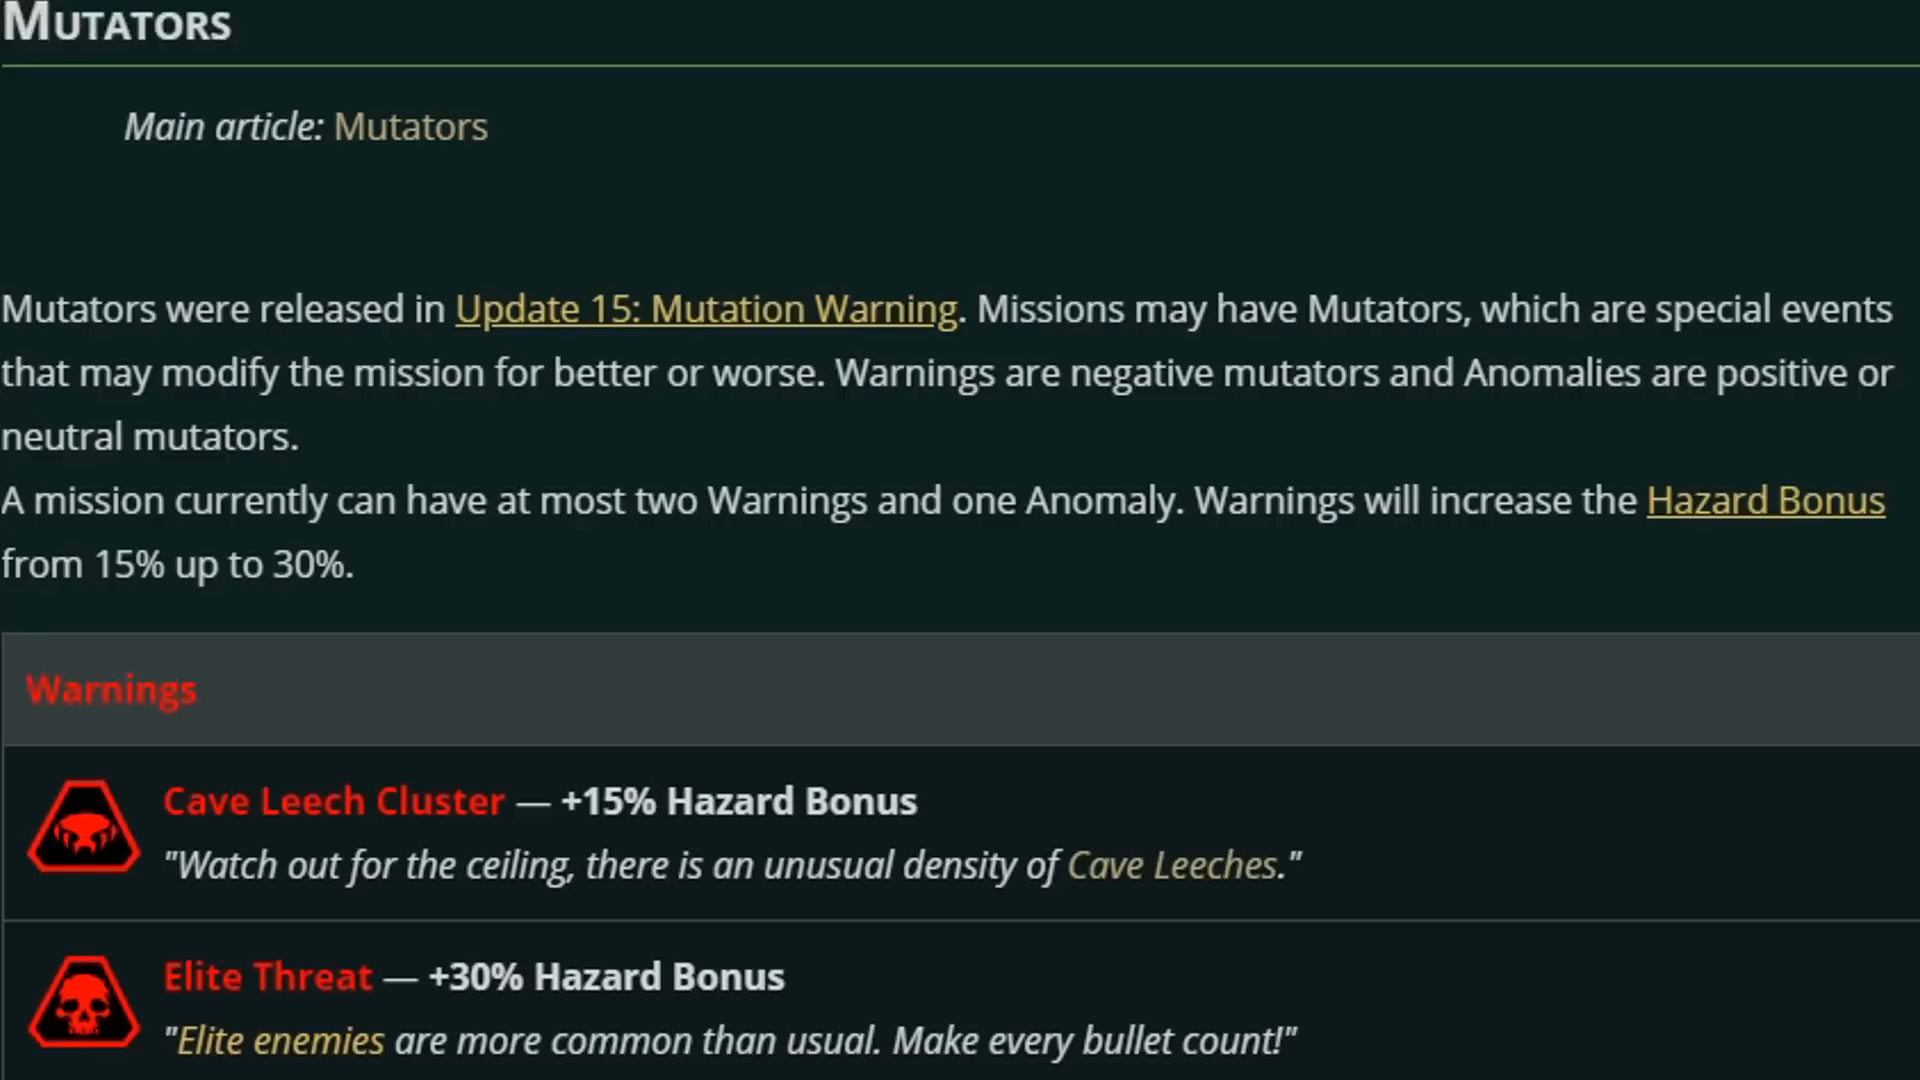 MUTATORS
Main article: Mutators
Mutators were released in Update 15: Mutation Warning. Missions may have Mutators, which are special events
that may modify the mission for better or worse. Warnings are negative mutators and Anomalies are positive or
neutral mutators.
A mission currently can have at most two Warnings and one Anomaly. Warnings will increase the Hazard Bonus
from 15% up to 30%.
Warnings
Cave Leech Cluster — +15% Hazard Bonus
"Watch out for the ceiling, there is an unusual density of Cave Leeches."
Elite Threat — +30% Hazard Bonus
"Elite enemies are more common than usual. Make every bullet count!"